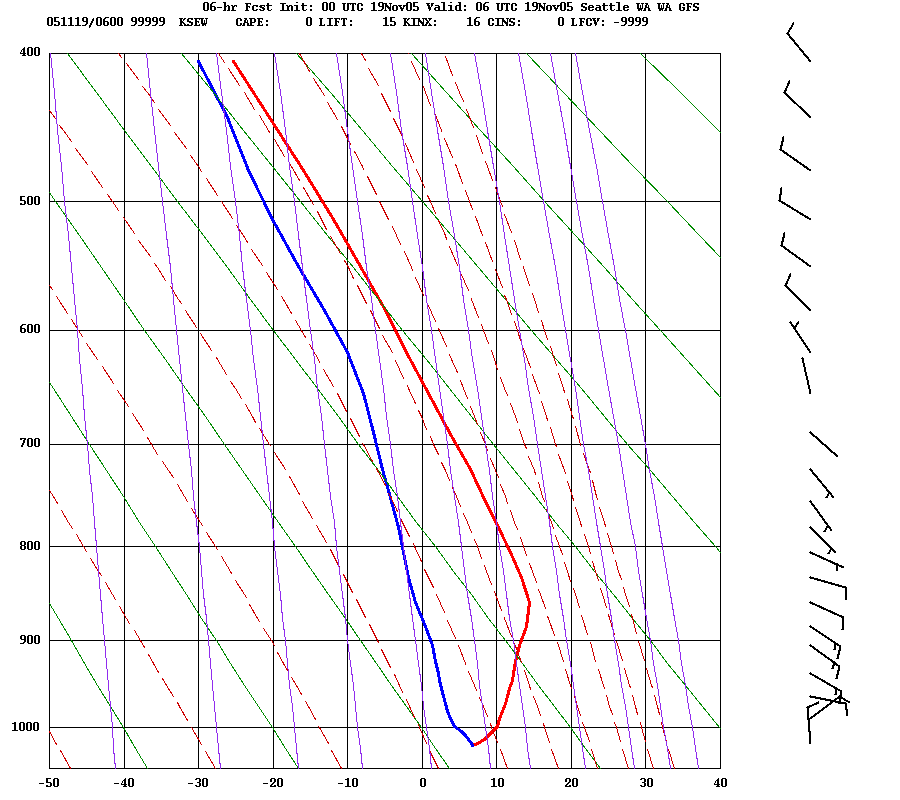 06-hr Fcst Init: 00 UTC 19Nov05 Valid: 06 UTC 19Nov05 Seattle WA WA GFS
051119/0600 99999 KSEW CAPE: 0 LIFT: 15 KINX: 16 CINS: 0 LFCV: -9999
400
500
600
700
800
900
1000
-50 -40 -30 -20 -10 0 10 20 30 40